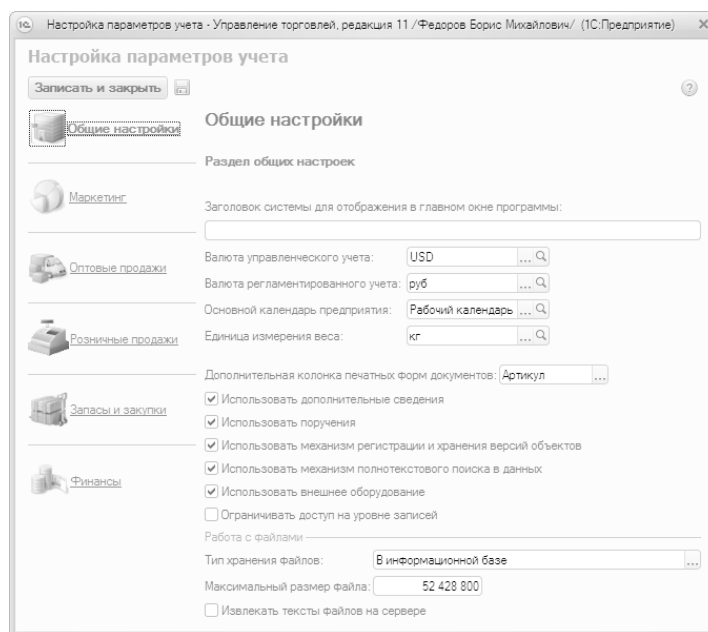 Настройка параметров учета - Управление торговлей, редакция 11 /Федоров Борис Михайлович/ (1С:Предприятие)
Настройка параметров учета
Записать и закрыть
Общие настройки
Маркетинг
Оптовые продажи
Розничные продажи
Запасы и закупки
Финансы
Общие настройки
Раздел общих настроек
Заголовок системы для отображения в главном окне программы:
Валюта управленческого учета: USD ...
Валюта регламентированного учета: руб ...
Основной календарь предприятия: Рабочий календарь ...
Единица измерения веса: кг ...
Дополнительная колонка печатных форм документов: Артикул ...
Использовать дополнительные сведения
Использовать поручения
Использовать механизм регистрации и хранения версий объектов
Использовать механизм полнотекстового поиска в данных
Использовать внешнее оборудование
Ограничивать доступ на уровне записей
Работа с файлами
Тип хранения файлов: В информационной базе ...
Максимальный размер файла: 52 428 800
Извлекать тексты файлов на сервере